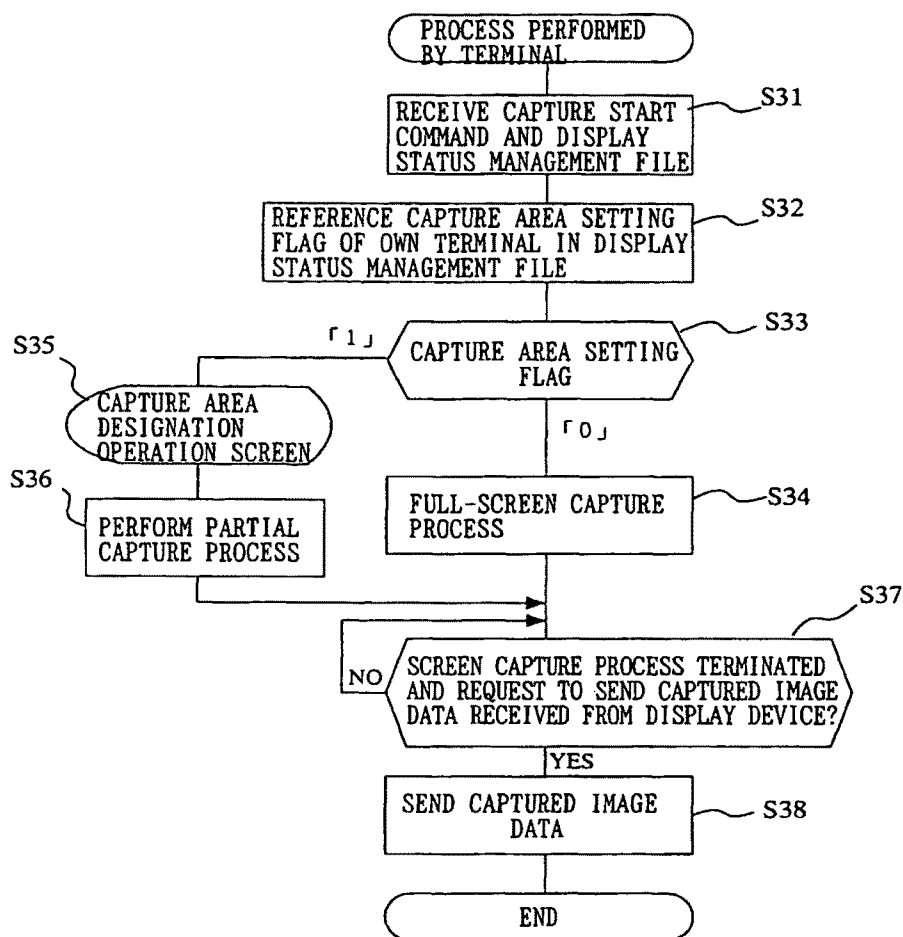 PROCESS PERFORMED
BY TERMINAL
S31
RECEIVE CAPTURE START
COMMAND AND DISPLAY
STATUS MANAGEMENT FILE
S32
REFERENCE CAPTURE AREA SETTING
FLAG OF OWN TERMINAL IN DISPLAY
STATUS MANAGEMENT FILE
S33
「1」
CAPTURE AREA SETTING
FLAG
S35
CAPTURE AREA
DESIGNATION
OPERATION SCREEN
「0」
S36
PERFORM PARTIAL
CAPTURE PROCESS
S34
FULL-SCREEN CAPTURE
PROCESS
S37
NO
SCREEN CAPTURE PROCESS TERMINATED
AND REQUEST TO SEND CAPTURED IMAGE
DATA RECEIVED FROM DISPLAY DEVICE?
YES
SEND CAPTURED IMAGE
DATA
S38
END